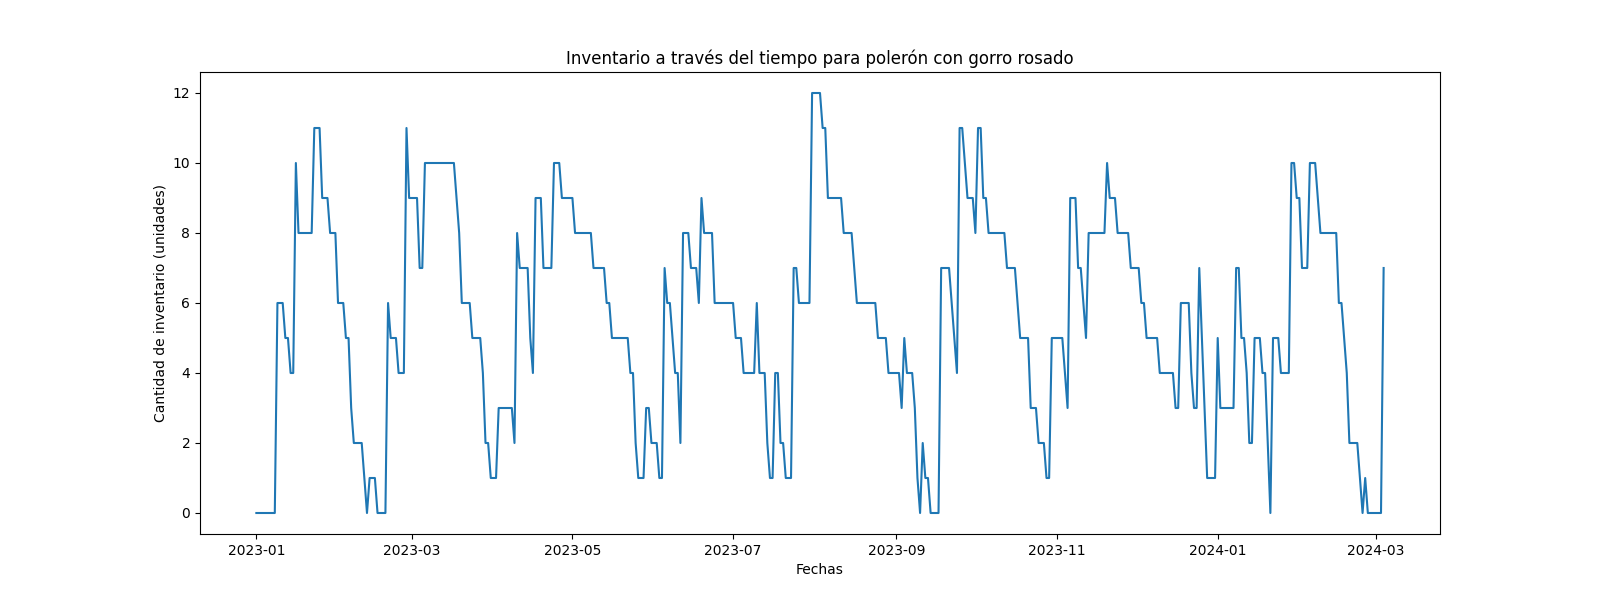 Inventario a través del tiempo para polerón con gorro rosado
Cantidad de inventario (unidades)
12
10
8
6
4
2
0
2023-01 2023-03 2023-05 2023-07 2023-09 2023-11 2024-01 2024-03
Fechas